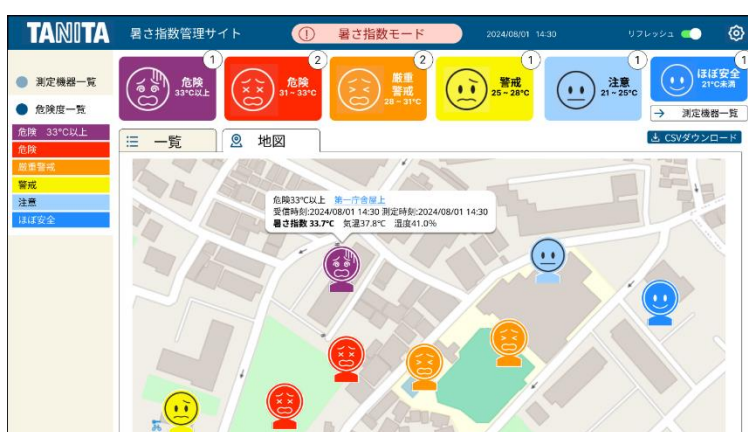 TANITA
暑さ指数管理サイト
暑さ指数モード
2024/08/01 14:30
リフレッシュ
測定機器一覧
危険度一覧
危険 33℃以上
危険
厳重警戒
警戒
注意
ほぼ安全
1
危険
33℃以上
2
危険
31~33℃
2
厳重
警戒
28~31℃
1
警戒
25~28℃
1
注意
21~25℃
1
ほぼ安全
21℃未満
→ 測定機器一覧
CSVダウンロード
一覧
地図
危険33℃以上 第一庁舎屋上
受信時刻:2024/08/01 14:30 測定時刻:2024/08/01 14:30
暑さ指数 33.7℃ 気温37.8℃ 湿度41.0%